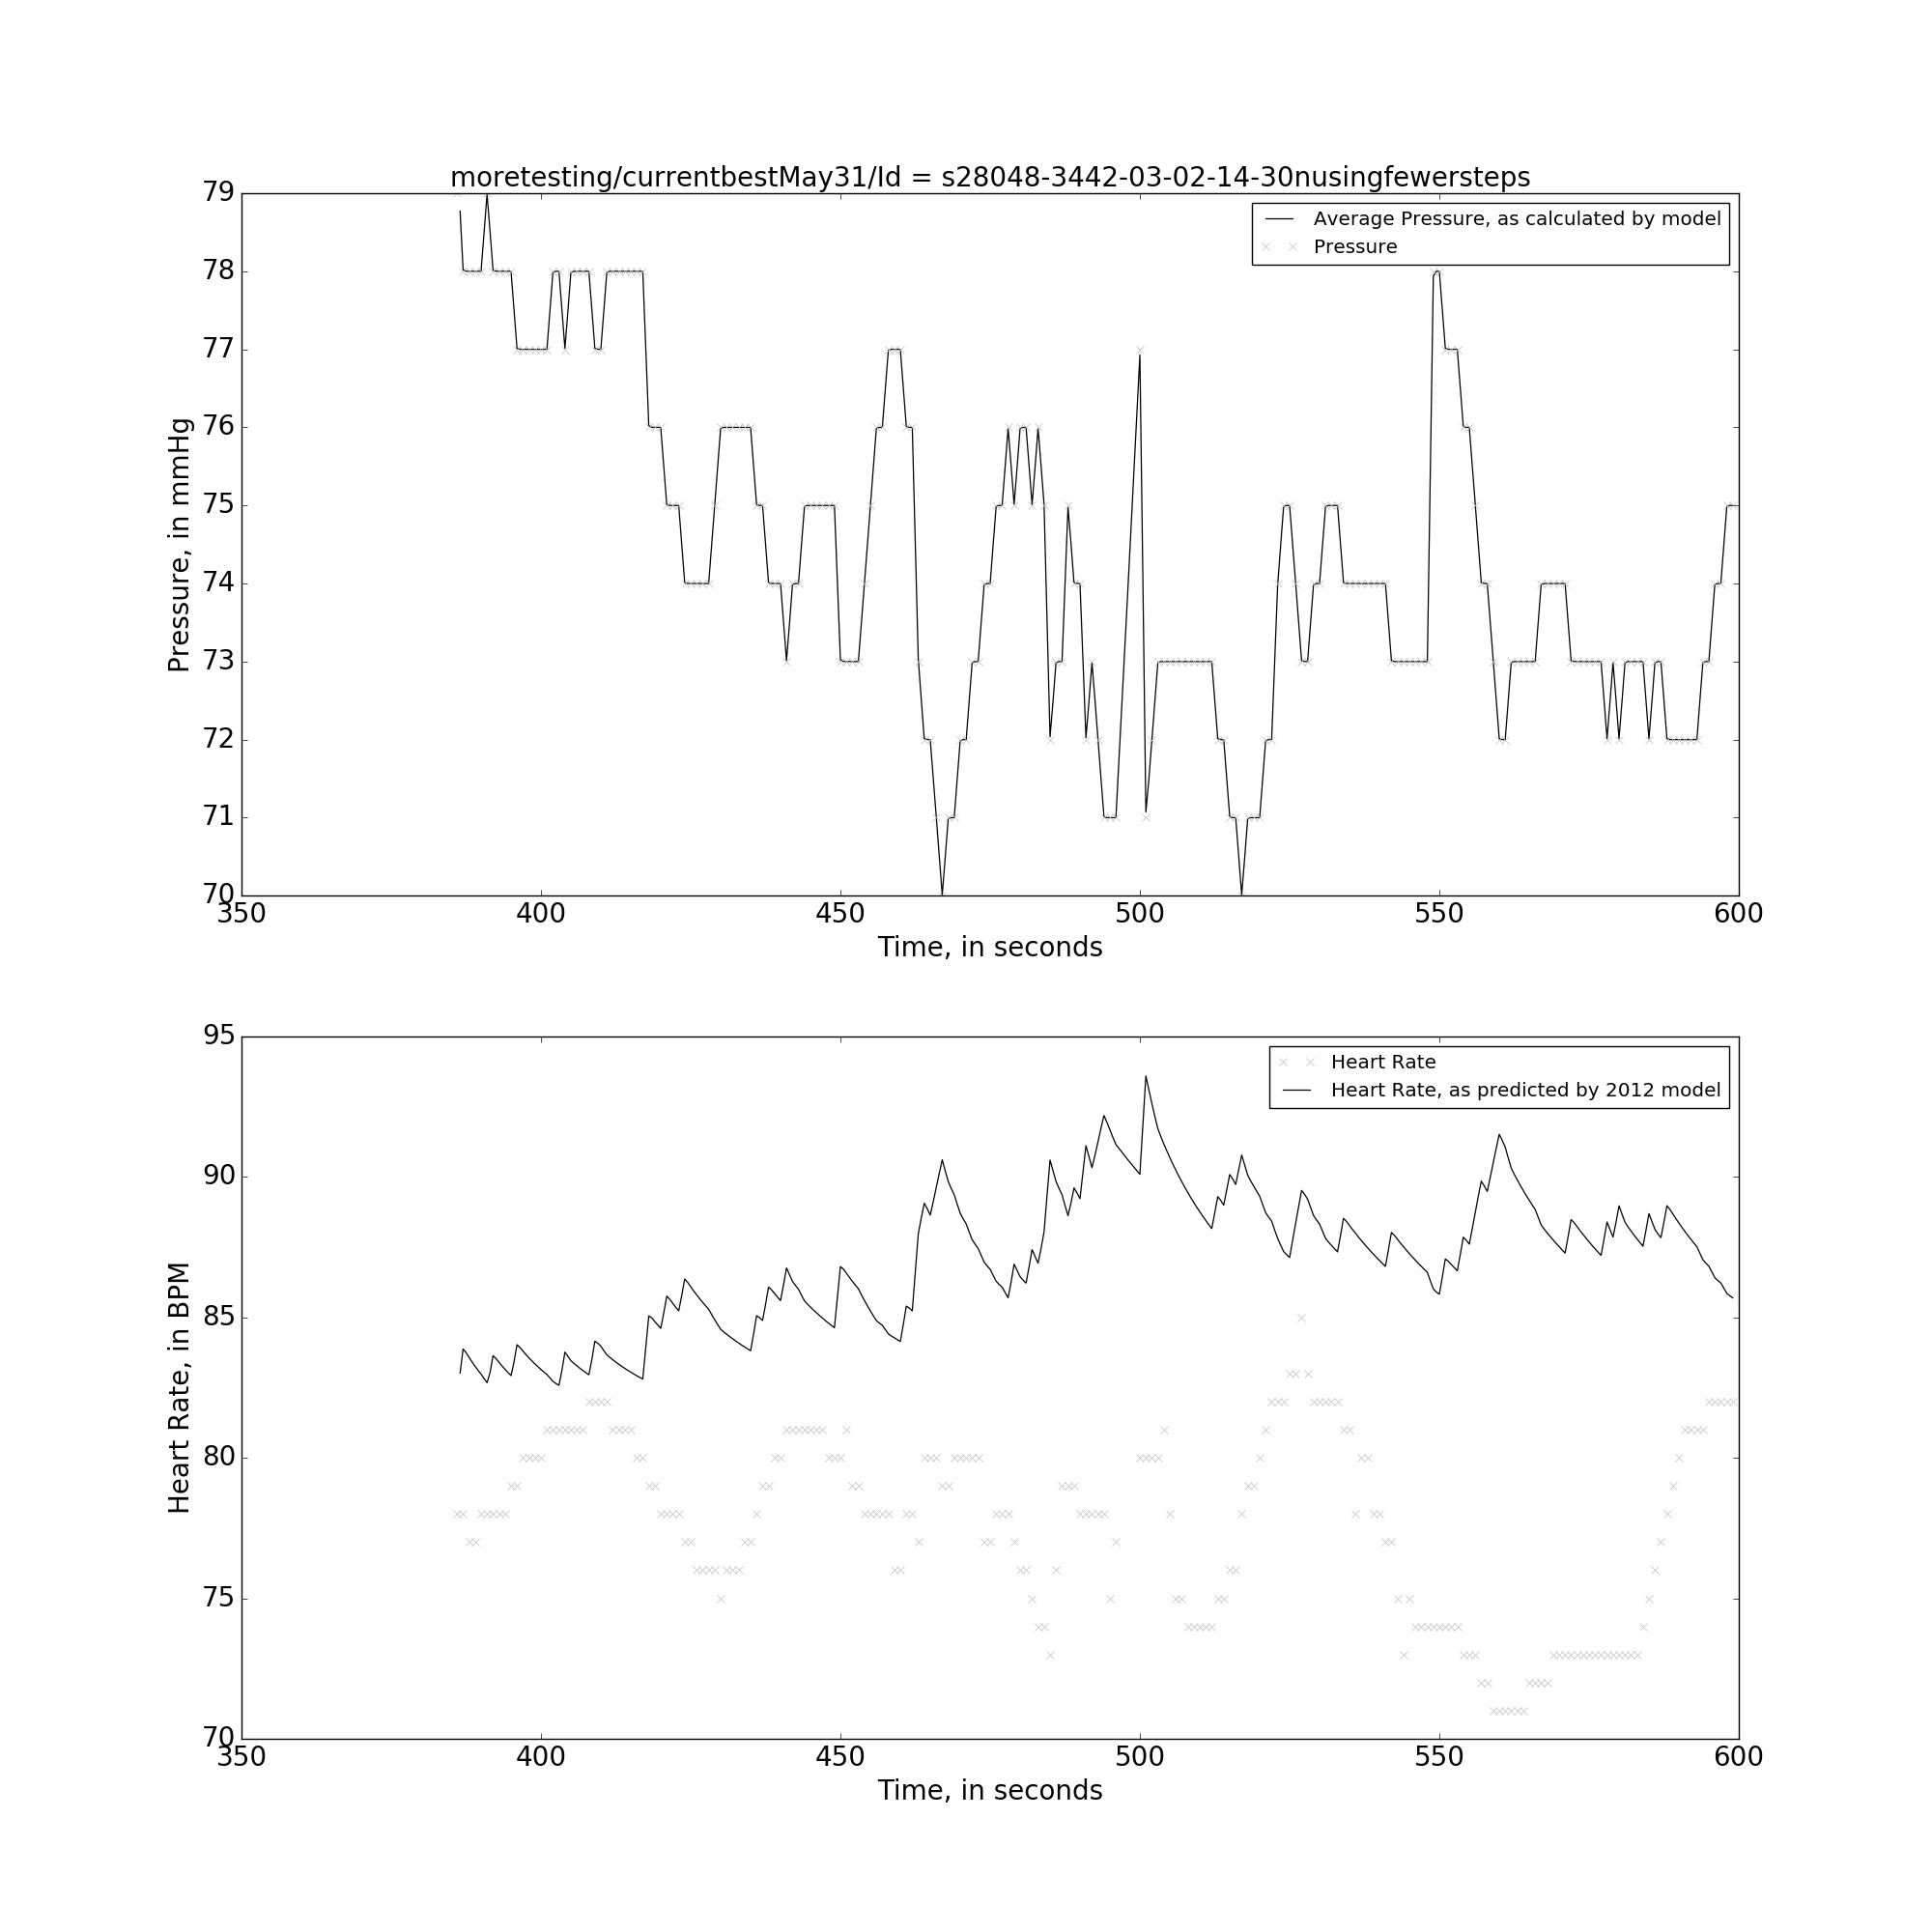 moretesting/currentbestMay31/Id = s28048-3442-03-02-14-30nusingfewersteps
79
78
77
76
75
74
73
72
71
70
Pressure, in mmHg
Average Pressure, as calculated by model
Pressure
350 400 450 500 550 600
Time, in seconds
95
90
85
80
75
70
Heart Rate, in BPM
Heart Rate
Heart Rate, as predicted by 2012 model
350 400 450 500 550 600
Time, in seconds